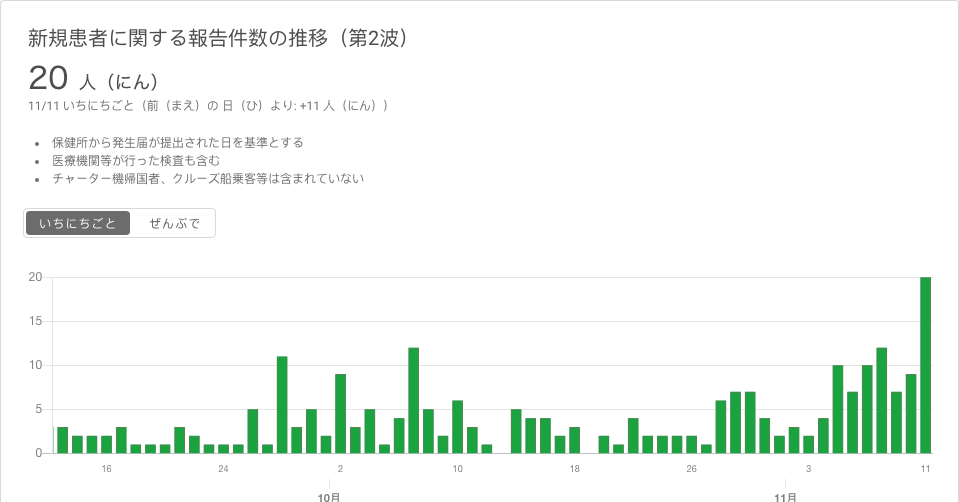 新規患者に関する報告件数の推移（第2波）
20 人（にん）
11/11 いちにちごと（前（まえ）の 日（ひ）より: +11 人（にん））
保健所から発生届が提出された日を基準とする
医療機関等が行った検査も含む
チャーター機帰国者、クルーズ船乗客等は含まれていない
いちにちごと ぜんぶで
20
15
10
5
0
16 24 2 10 18 26 3 11
10月 11月